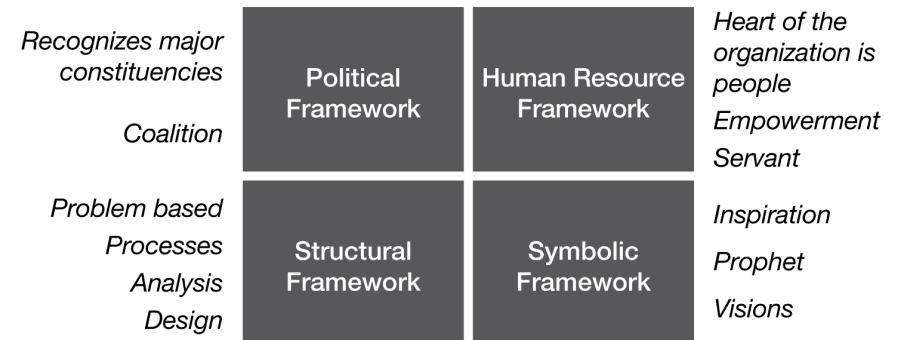 Recognizes major
constituencies
Coalition
Political
Framework
Human Resource
Framework
Heart of the
organization is
people
Empowerment
Servant
Problem based
Processes
Analysis
Design
Structural
Framework
Symbolic
Framework
Inspiration
Prophet
Visions